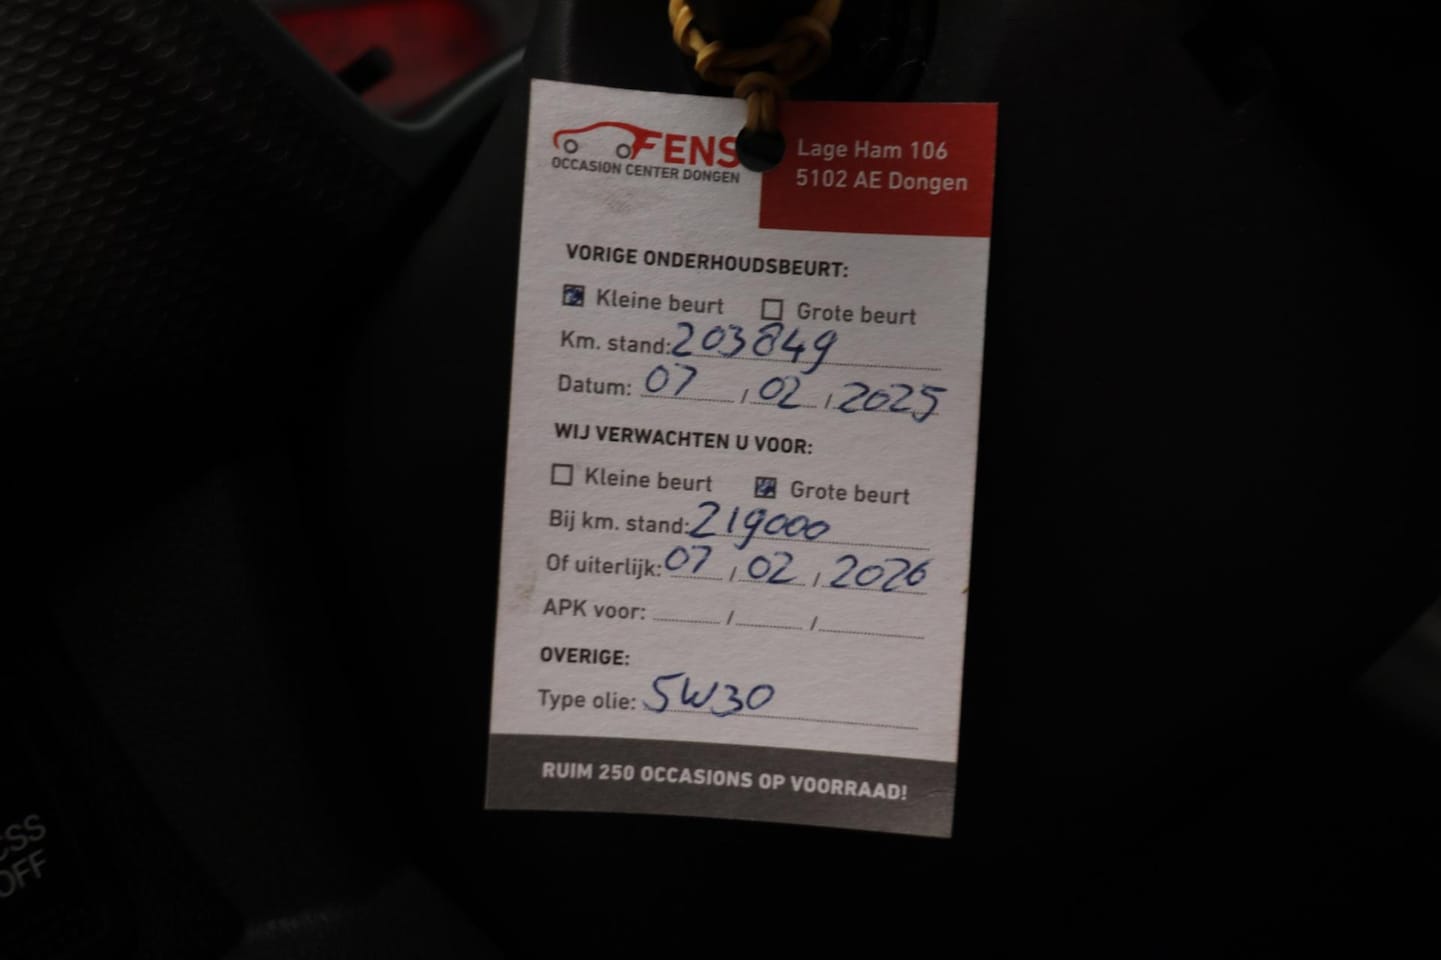 FENS
OCCASION CENTER DONGEN
Lage Ham 106
5102 AE Dongen
VORIGE ONDERHOUDSBEURT:
Kleine beurt Grote beurt
Km. stand: 203849
Datum: 07 / 02 / 2025
WIJ VERWACHTEN U VOOR:
Kleine beurt Grote beurt
Bij km. stand: 219000
Of uiterlijk: 07 / 02 / 2026
APK voor: / /
OVERIGE:
Type olie: 5W30
RUIM 250 OCCASIONS OP VOORRAAD!
OFF